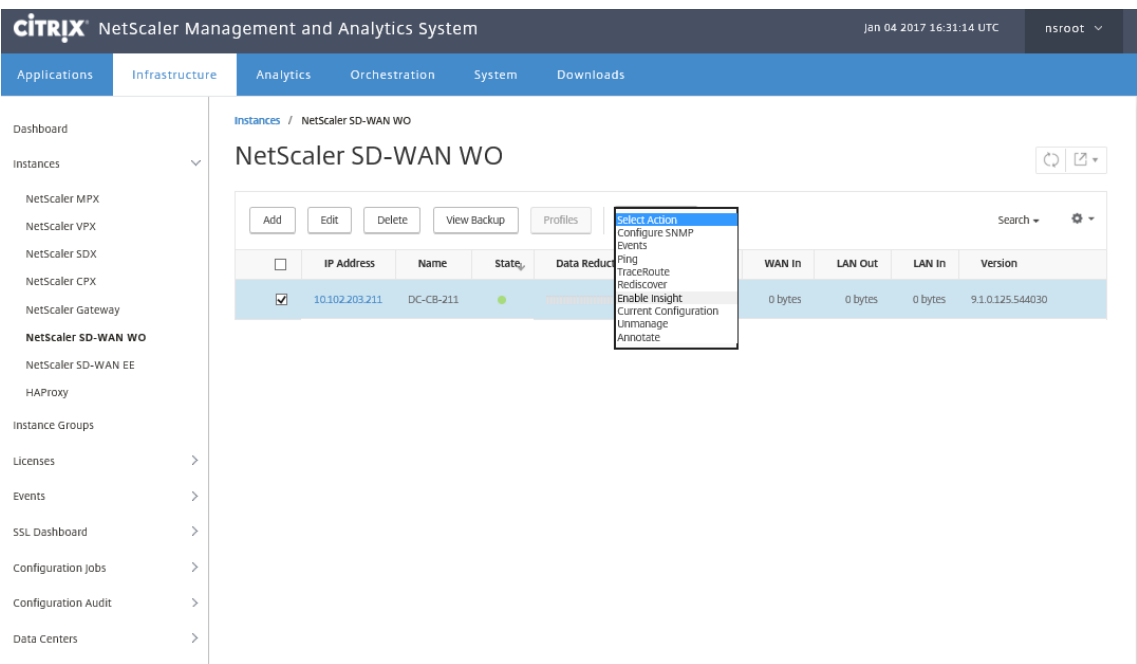 CİTRIX NetScaler Management and Analytics System
Jan 04 2017 16:31:14 UTC
nsroot
Applications Infrastructure Analytics Orchestration System Downloads
Dashboard
Instances
NetScaler MPX
NetScaler VPX
NetScaler SDX
NetScaler CPX
NetScaler Gateway
NetScaler SD-WAN WO
NetScaler SD-WAN EE
HAProxy
Instance Groups
Licenses
Events
SSL Dashboard
Configuration Jobs
Configuration Audit
Data Centers
Instances / NetScaler SD-WAN WO
NetScaler SD-WAN WO
Add Edit Delete View Backup Profiles
Search
Select Action
Configure SNMP
Events
Ping
TraceRoute
Rediscover
Enable Insight
Current Configuration
Unmanage
Annotate
IP Address Name State Data Reduct WAN In LAN Out LAN In Version
10.102.203.211 DC-CB-211 0 bytes 0 bytes 0 bytes 9.1.0.125.544030